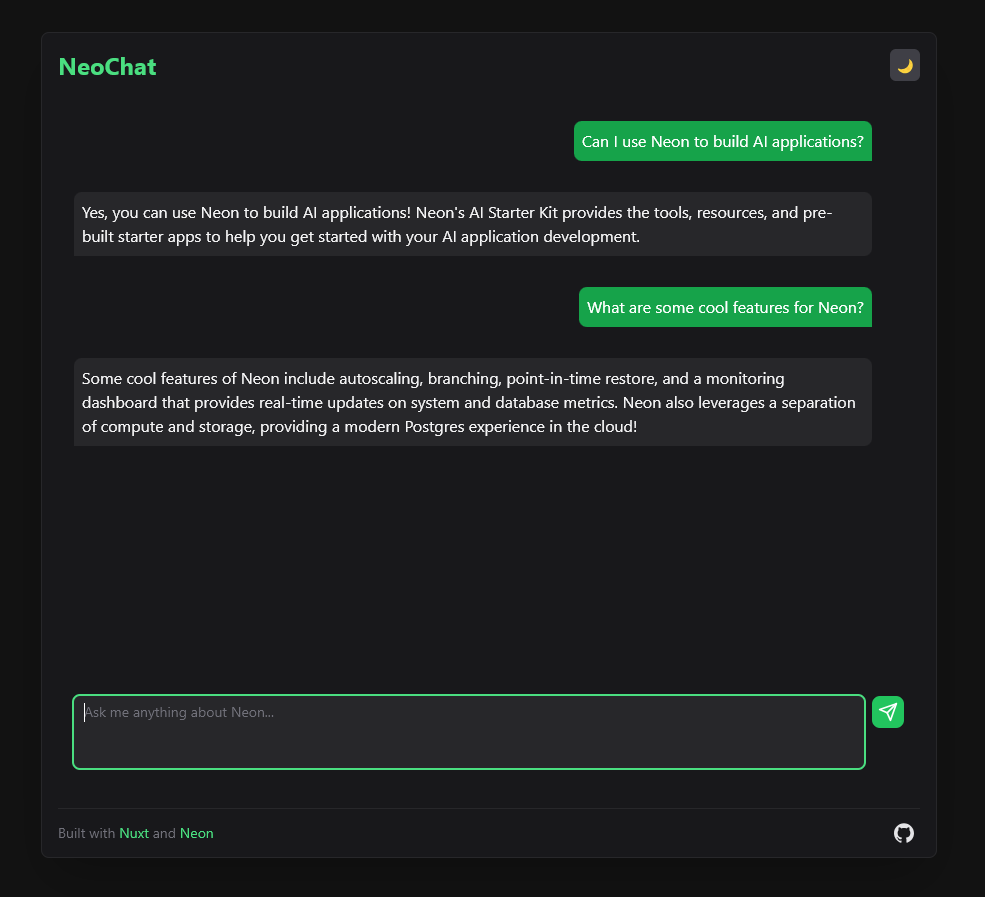 NeoChat
Can I use Neon to build AI applications?
Yes, you can use Neon to build AI applications! Neon's AI Starter Kit provides the tools, resources, and pre-
built starter apps to help you get started with your AI application development.
What are some cool features for Neon?
Some cool features of Neon include autoscaling, branching, point-in-time restore, and a monitoring
dashboard that provides real-time updates on system and database metrics. Neon also leverages a separation
of compute and storage, providing a modern Postgres experience in the cloud!
Ask me anything about Neon...
Built with Nuxt and Neon